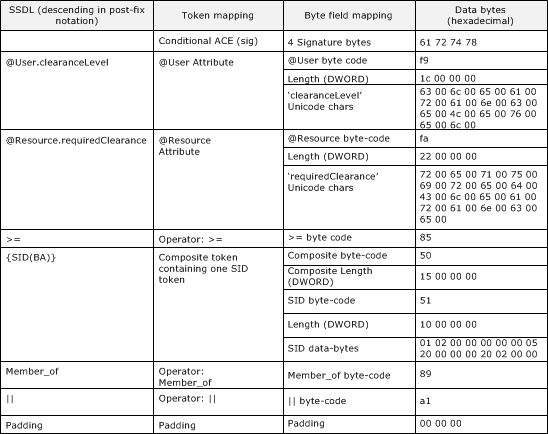 SSDL (descending in post-fix notation) Token mapping Byte field mapping Data bytes (hexadecimal)
Conditional ACE (sig) 4 Signature bytes 61 72 74 78
@User.clearanceLevel @User Attribute @User byte code f9
Length (DWORD) 1c 00 00 00
‘clearanceLevel’ Unicode chars 63 00 6c 00 65 00 61 00
72 00 61 00 6e 00 63 00
65 00 4c 00 65 00 76 00
65 00 6c 00
@Resource.requiredClearance @Resource Attribute @Resource byte-code fa
Length (DWORD) 22 00 00 00
‘requiredClearance’ Unicode chars 72 00 65 00 71 00 75 00
69 00 72 00 65 00 64 00
43 00 6c 00 65 00 61 00
72 00 61 00 6e 00 63 00
65 00
>= Operator: >= >= byte code 85
{SID(BA)} Composite token containing one SID token Composite byte-code 50
Composite Length (DWORD) 15 00 00 00
SID byte-code 51
Length (DWORD) 10 00 00 00
SID data-bytes 01 02 00 00 00 00 00 05
20 00 00 00 20 02 00 00
Member_of Operator: Member_of Member_of byte-code 89
|| Operator: || || byte-code a1
Padding Padding Padding 00 00 00